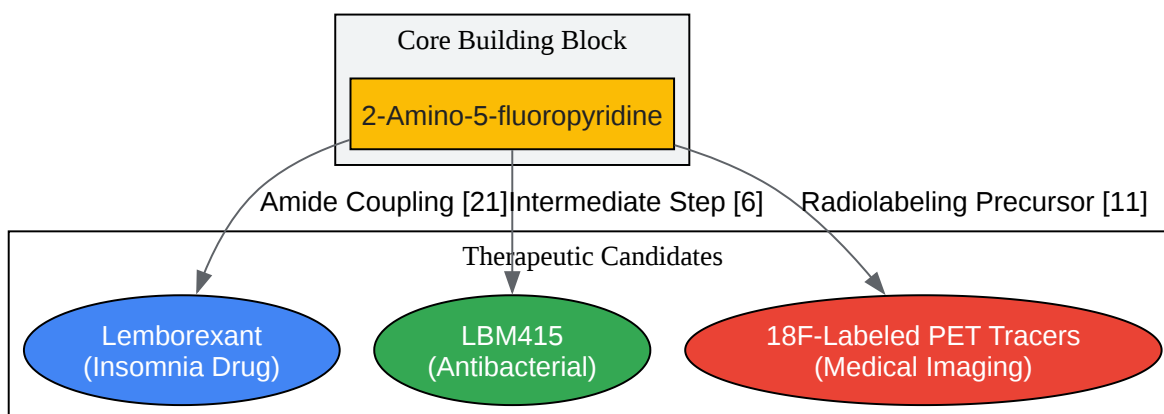 Core Building Block
2-Amino-5-fluoropyridine
Amide Coupling [21]
Intermediate Step [6]
Radiolabeling Precursor [11]
Therapeutic Candidates
Lemborexant
(Insomnia Drug)
LBM415
(Antibacterial)
18F-Labeled PET Tracers
(Medical Imaging)